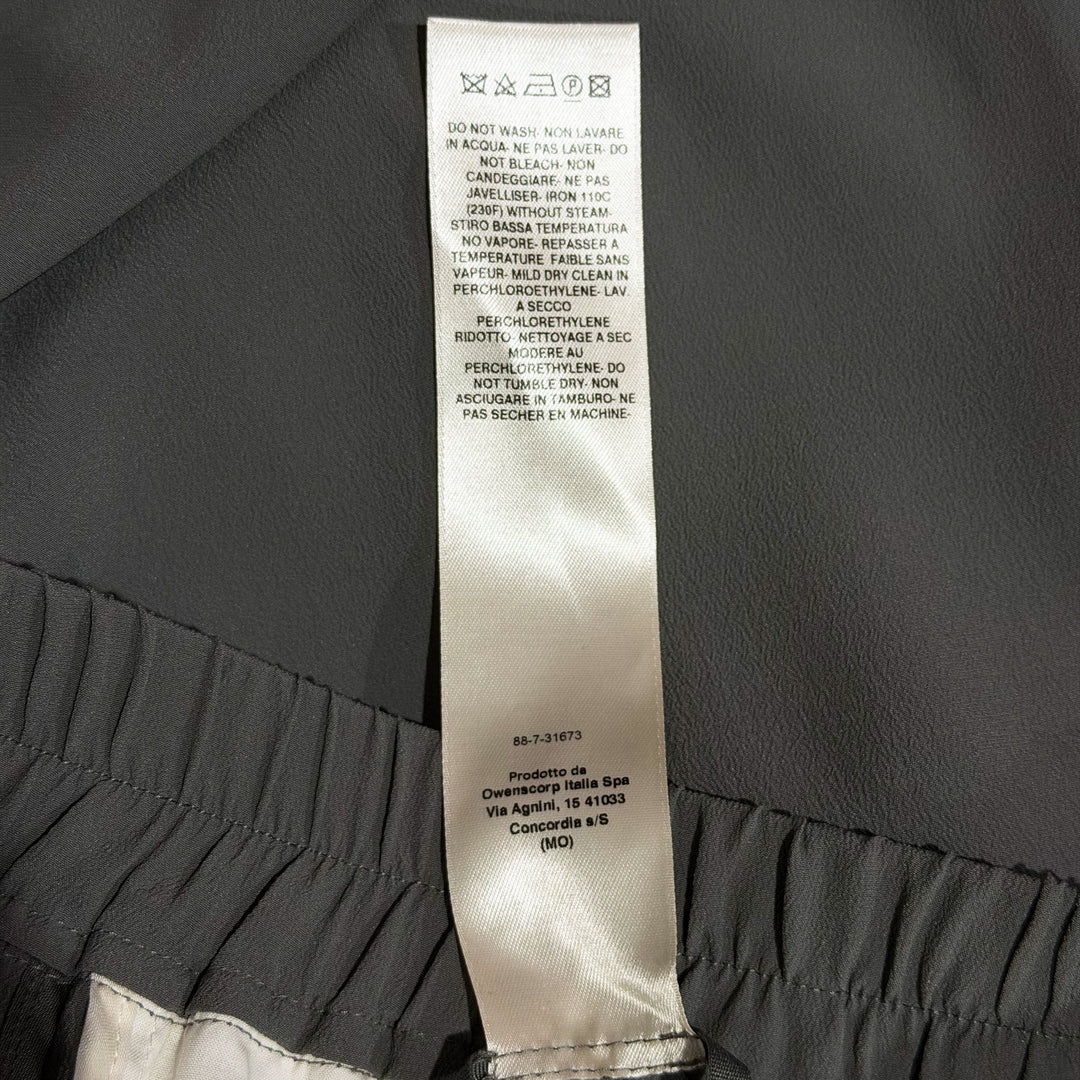 P
DO NOT WASH- NON LAVARE
IN ACQUA- NE PAS LAVER- DO
NOT BLEACH- NON
CANDEGGIARE- NE PAS
JAVELLISER- IRON 110C
(230F) WITHOUT STEAM-
STIRO BASSA TEMPERATURA
NO VAPORE- REPASSER A
TEMPERATURE FAIBLE SANS
VAPEUR- MILD DRY CLEAN IN
PERCHLOROETHYLENE- LAV.
A SECCO
PERCHLORETHYLENE
RIDOTTO- NETTOYAGE A SEC
MODERE AU
PERCHLORETHYLENE- DO
NOT TUMBLE DRY- NON
ASCIUGARE IN TAMBURO- NE
PAS SECHER EN MACHINE-
88-7-31673
Prodotto da
Owenscorp Italia Spa
Via Agnini, 15 41033
Concordia s/S
(MO)